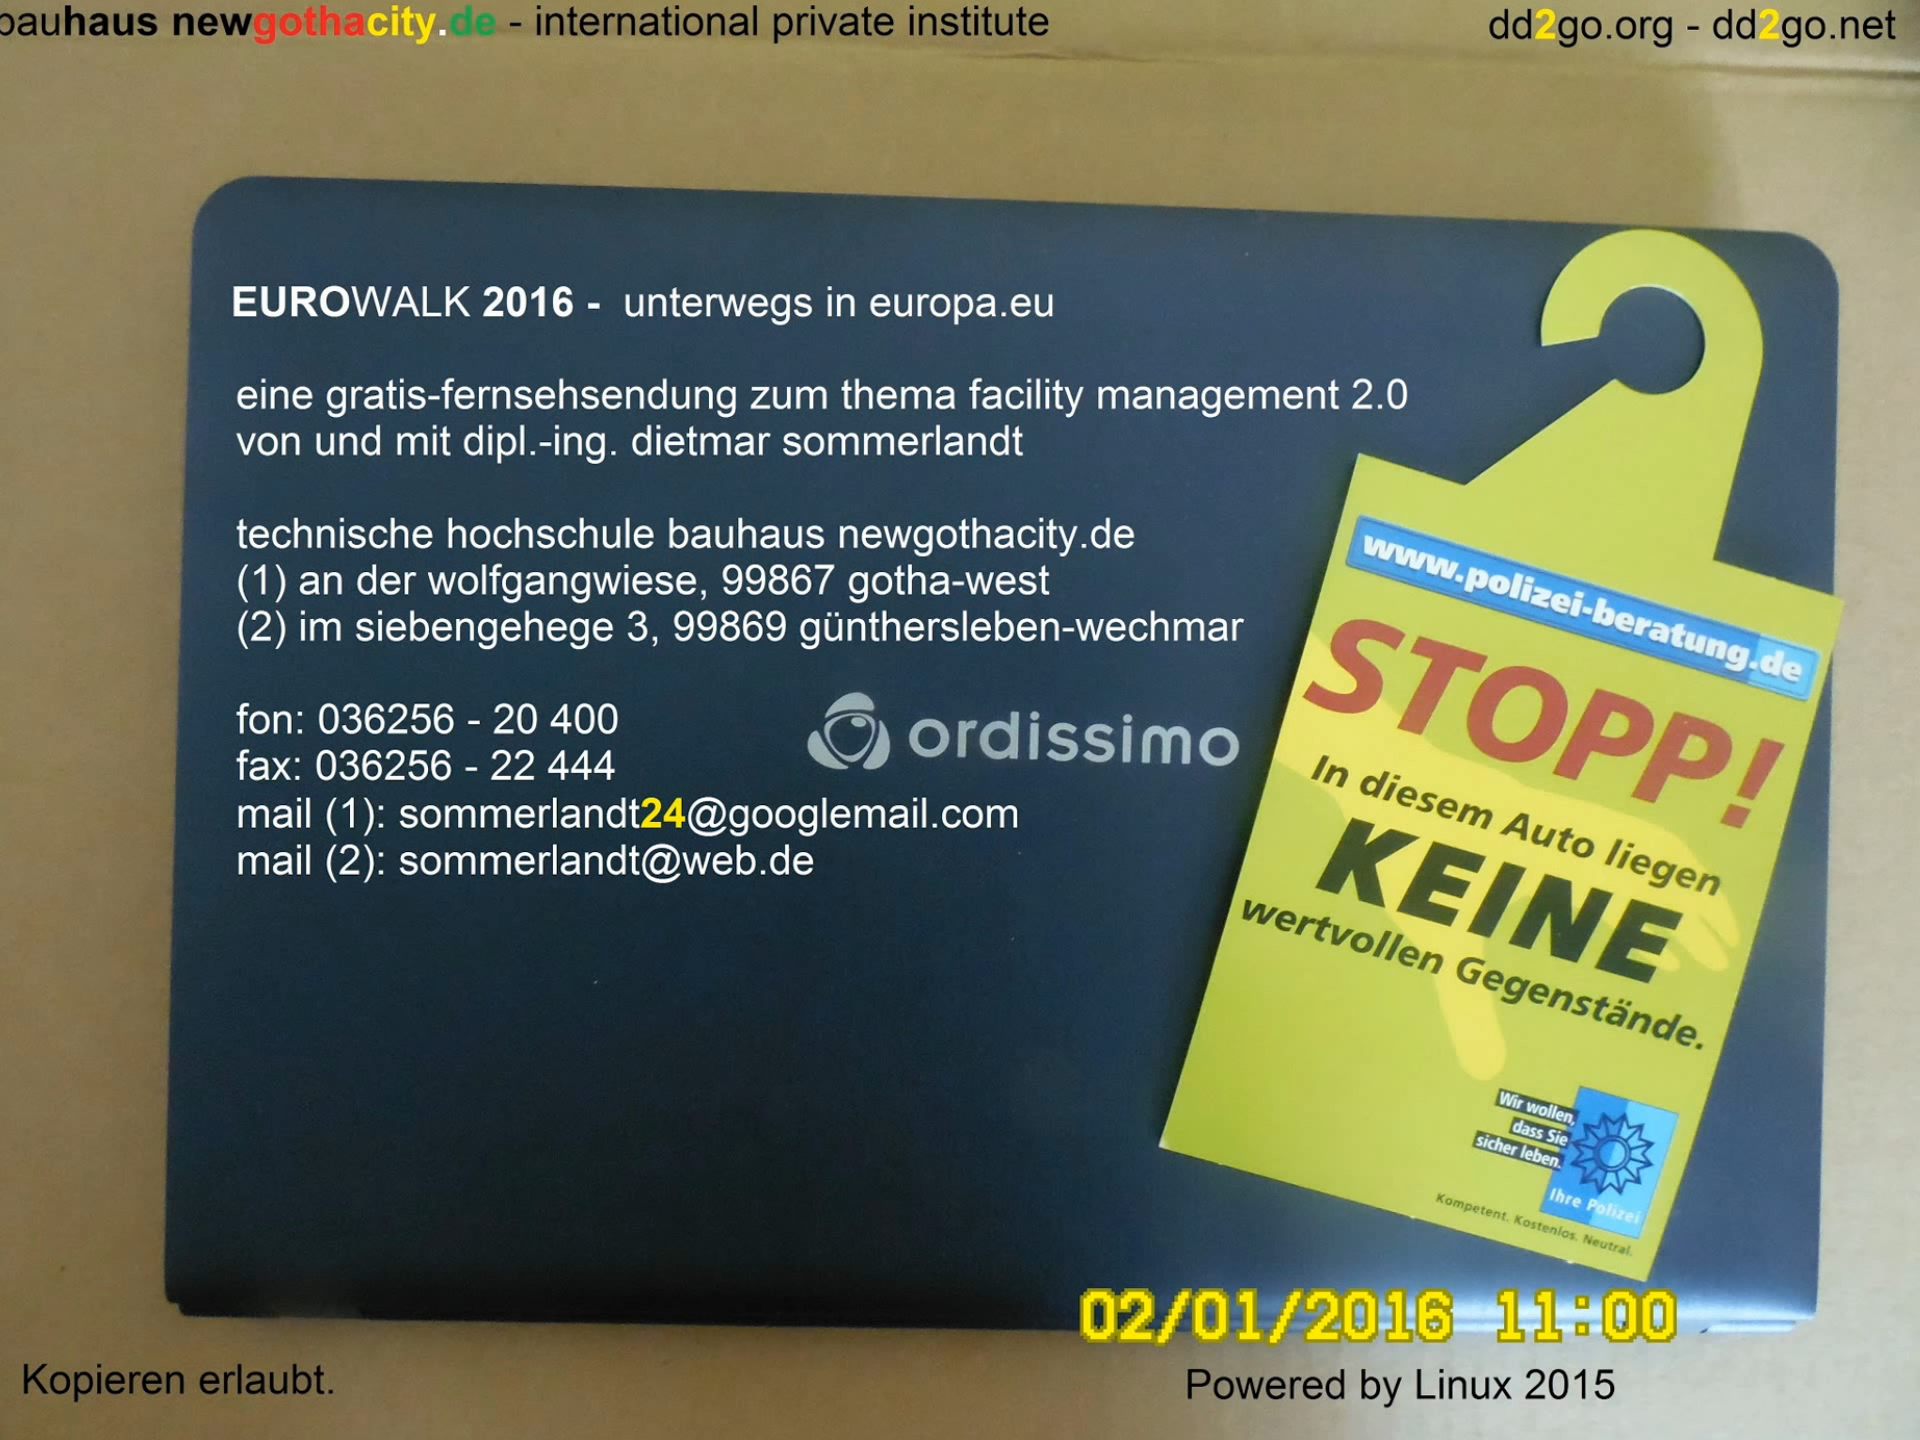 bauhaus newgothacity.de - international private institute
dd2go.org - dd2go.net
EUROWALK 2016 - unterwegs in europa.eu
eine gratis-fernsehsendung zum thema facility management 2.0
von und mit dipl.-ing. dietmar sommerlandt
technische hochschule bauhaus newgothacity.de
(1) an der wolfgangwiese, 99867 gotha-west
(2) im siebengehege 3, 99869 günthersleben-wechmar
fon: 036256 - 20 400
fax: 036256 - 22 444
mail (1): sommerlandt24@googlemail.com
mail (2): sommerlandt@web.de
ordissimo
www.polizei-beratung.de
STOPP!
In diesem Auto liegen
KEINE
wertvollen Gegenstände.
Wir wollen,
dass Sie
sicher leben.
Ihre Polizei
Kompetent. Kostenlos. Neutral.
02/01/2016 11:00
Kopieren erlaubt.
Powered by Linux 2015